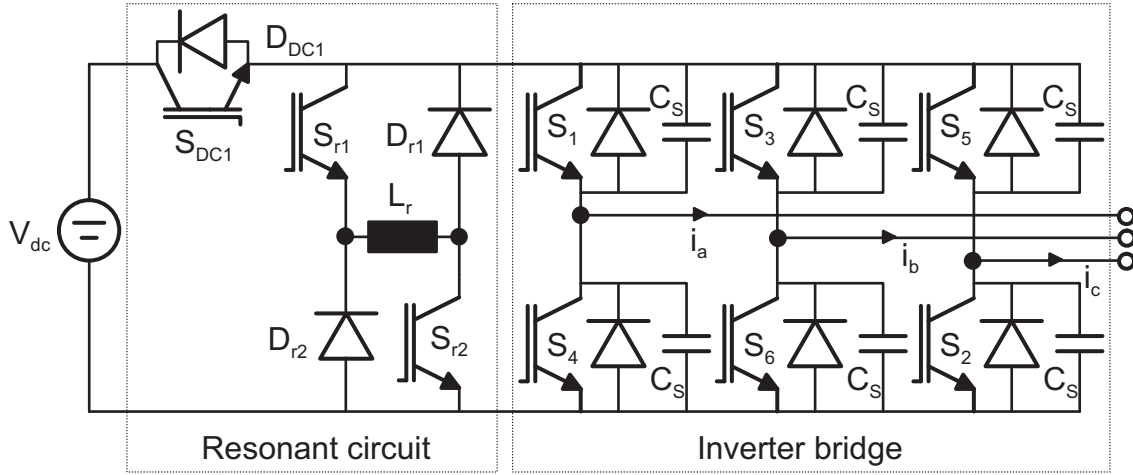 D_DC1
S_DC1
S_r1
D_r1
L_r
D_r2
S_r2
V_dc
S_1
C_S
S_3
C_S
S_5
C_S
i_a
i_b
i_c
S_4
C_S
S_6
C_S
S_2
C_S
Resonant circuit
Inverter bridge